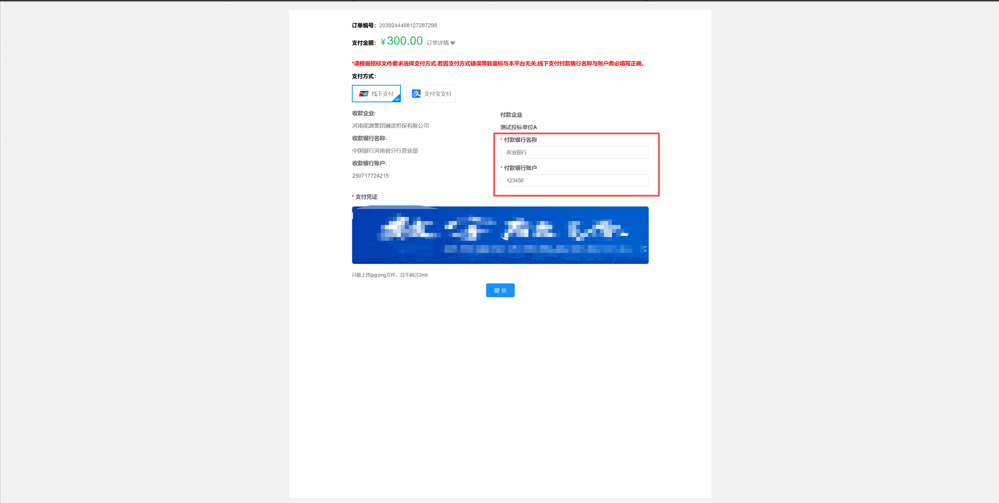 订单编号：2039244488127287298
支付金额：￥300.00 订单详情
*请根据招标文件要求选择支付方式,若因支付方式错误导致废标与本平台无关,线下支付付款银行名称与账户务必填写正确。
支付方式：
线下支付 支付宝支付
收款企业:
河南能源集团融资担保有限公司
收款银行名称:
中国银行河南省分行营业部
收款银行账户:
250717724215
付款企业
测试投标单位A
* 付款银行名称
农业银行
* 付款银行账户
123456
* 支付凭证
只能上传jpg/png文件，且不超过2mb
提 交